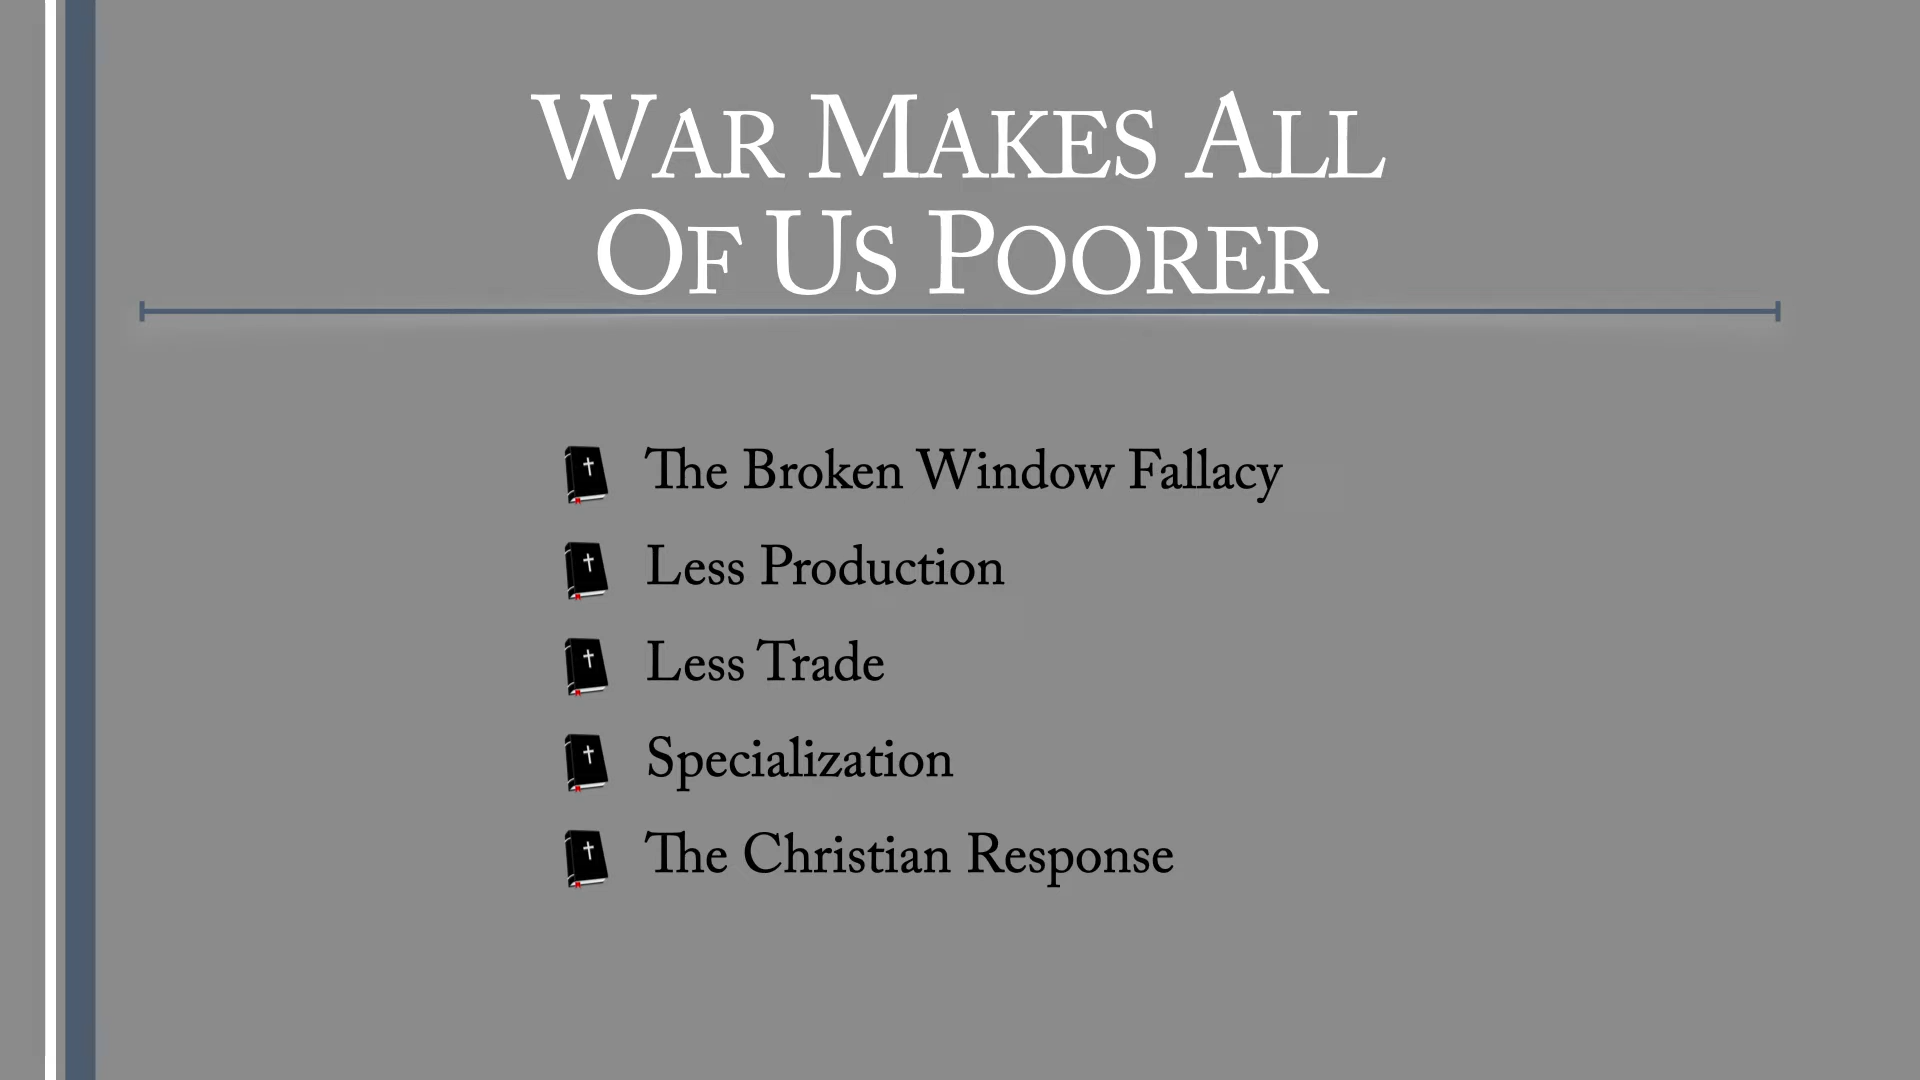 War Makes All
Of Us Poorer
The Broken Window Fallacy
Less Production
Less Trade
Specialization
The Christian Response